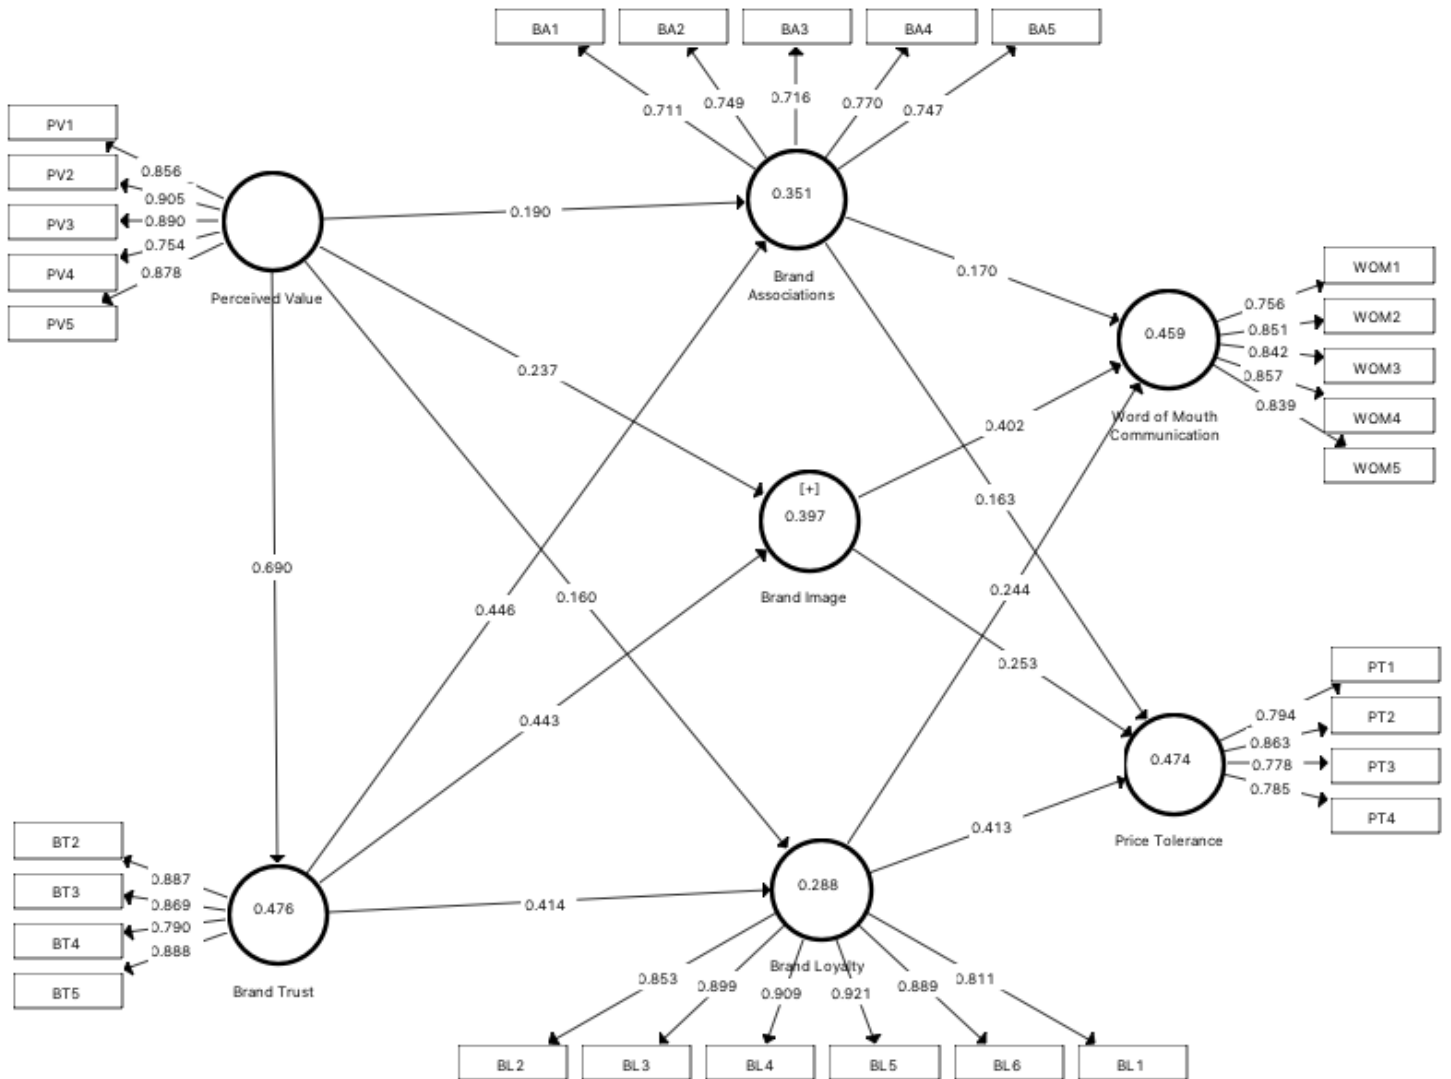 BA1
BA2
BA3
BA4
BA5
0.711
0.749
0.716
0.770
0.747
PV1
PV2
PV3
PV4
PV5
0.856
0.905
0.890
0.754
0.878
Perceived Value
0.190
0.351
Brand
Associations
0.170
0.237
0.459
Word of Mouth
Communication
WOM1
WOM2
WOM3
WOM4
WOM5
0.756
0.851
0.842
0.857
0.839
0.402
[+]
0.397
Brand Image
0.163
0.690
0.446
0.160
0.244
0.253
0.443
PT1
PT2
PT3
PT4
0.794
0.863
0.778
0.785
0.474
Price Tolerance
0.413
BT2
BT3
BT4
BT5
0.887
0.869
0.790
0.888
0.476
Brand Trust
0.414
0.288
Brand Loyalty
0.853
0.899
0.909
0.921
0.889
0.811
BL2
BL3
BL4
BL5
BL6
BL1